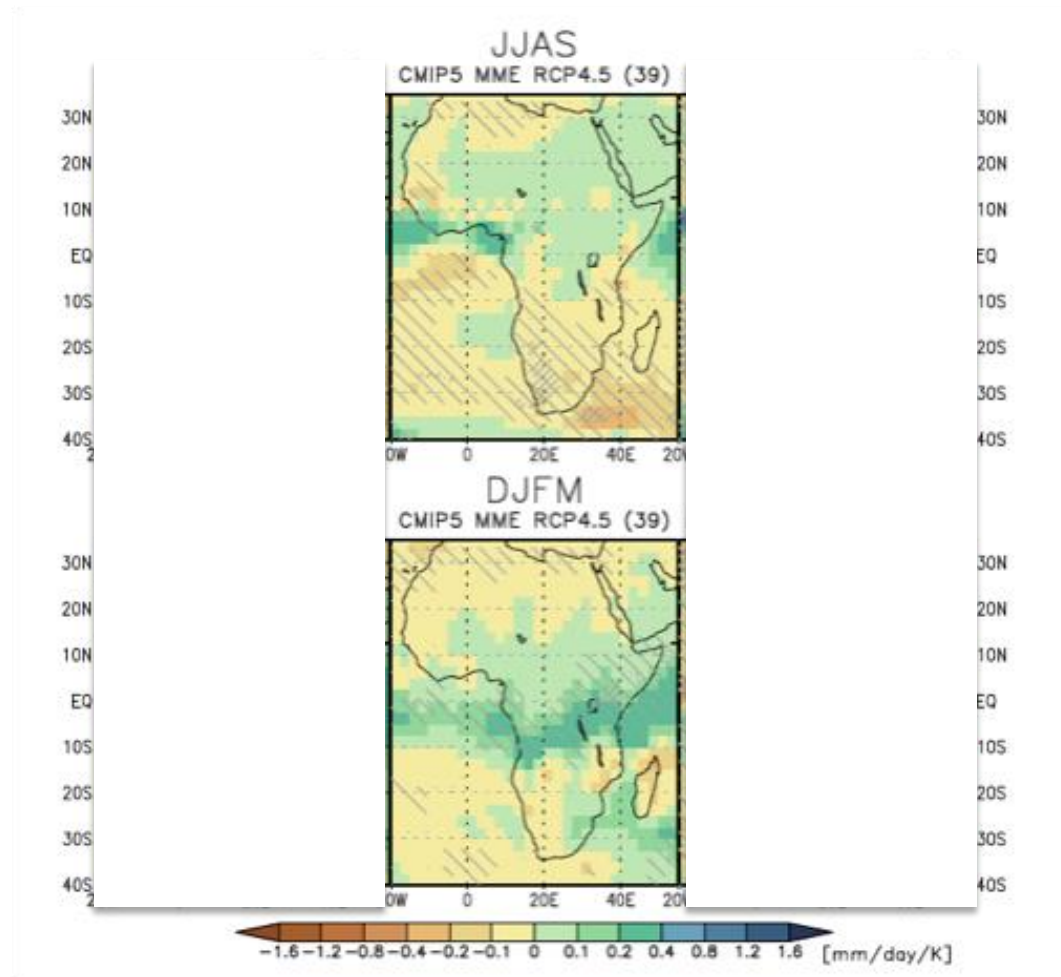 JJAS
CMIP5 MME RCP4.5 (39)
30N 30N
20N 20N
10N 10N
EQ EQ
10S 10S
20S 20S
30S 30S
40S 40S
2 0W 0 20E 40E 20
DJFM
CMIP5 MME RCP4.5 (39)
30N 30N
20N 20N
10N 10N
EQ EQ
10S 10S
20S 20S
30S 30S
40S 40S
2 0W 0 20E 40E 20
-1.6 -1.2 -0.8 -0.4 -0.2 -0.1 0 0.1 0.2 0.4 0.8 1.2 1.6 [mm/day/K]